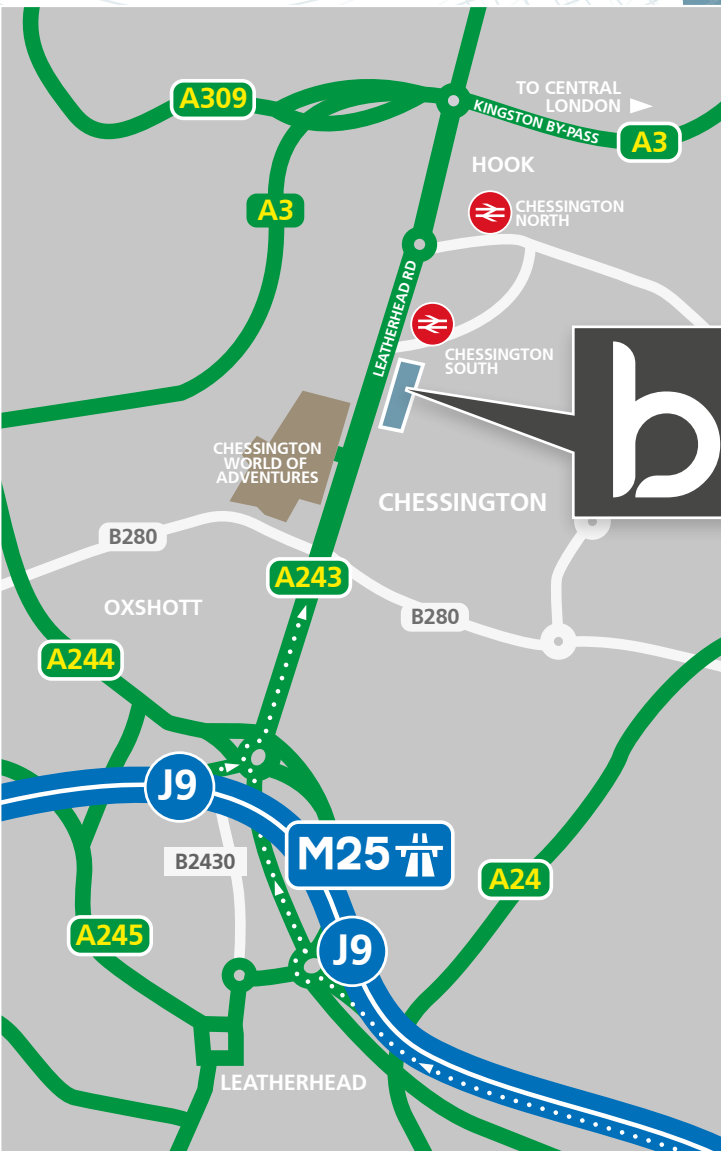 TO CENTRAL
LONDON
A309
KINGSTON BY-PASS
A3
HOOK
A3
CHESSINGTON
NORTH
LEATHERHEAD RD
CHESSINGTON
SOUTH
b
CHESSINGTON
WORLD OF
ADVENTURES
CHESSINGTON
B280
A243
OXSHOTT
B280
A244
J9
M25
B2430
A24
A245
J9
LEATHERHEAD